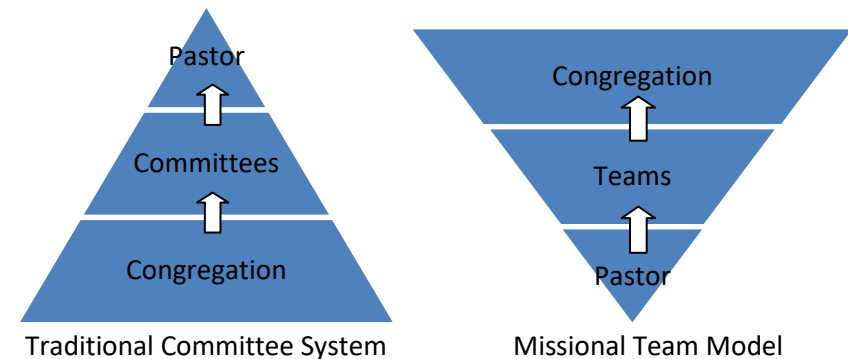 Pastor
Committees
Congregation
Traditional Committee System
Congregation
Teams
Pastor
Missional Team Model